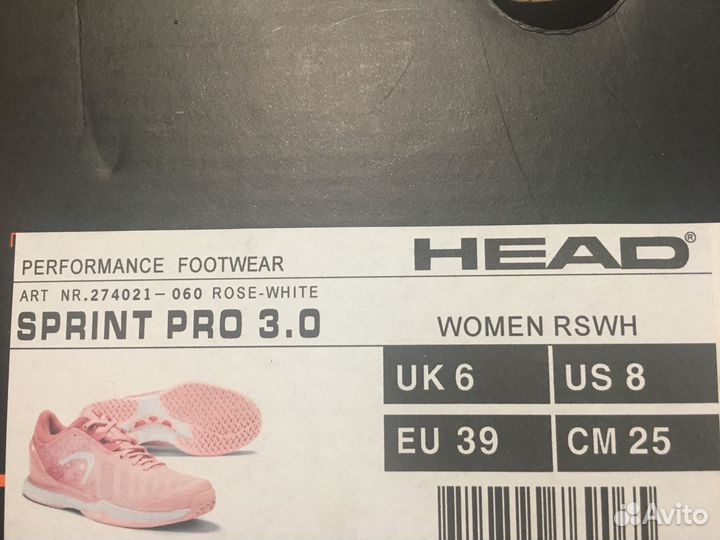 HEAD®
PERFORMANCE FOOTWEAR
ART NR.274021-060 ROSE-WHITE
SPRINT PRO 3.0
WOMEN RSWH
UK 6
US 8
EU 39
CM 25
Avito